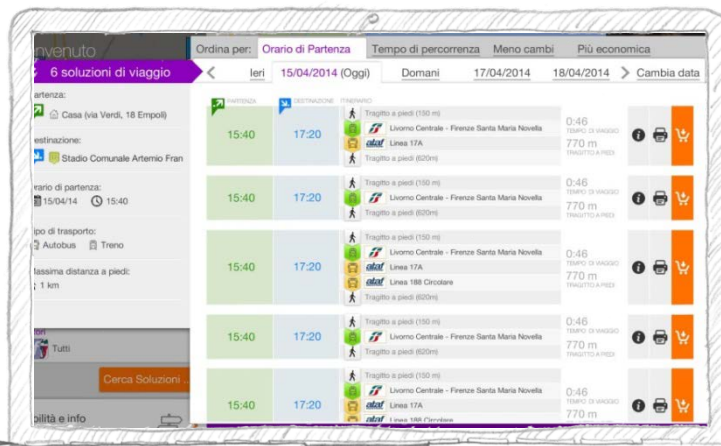 nvenuto
Ordina per: Orario di Partenza Tempo di percorrenza Meno cambi Più economica
6 soluzioni di viaggio
Ieri 15/04/2014 (Oggi) Domani 17/04/2014 18/04/2014 Cambia data
artenza:
Casa (via Verdi, 18 Empoli)
estinazione:
Stadio Comunale Artemio Fran
rario di partenza:
15/04/14 15:40
ipo di trasporto:
Autobus Treno
Massima distanza a piedi:
1 km
Tutti
Cerca Soluzioni ..
bilità e info
PARTENZA DESTINAZIONE ITINERARIO
15:40 17:20
Tragitto a piedi (150 m)
Livorno Centrale - Firenze Santa Maria Novella
ataf Linea 17A
Tragitto a piedi (620m)
0:46
TEMPO DI VIAGGIO
770 m
TRAGITTO A PIEDI
15:40 17:20
Tragitto a piedi (150 m)
Livorno Centrale - Firenze Santa Maria Novella
Tragitto a piedi (620m)
0:46
TEMPO DI VIAGGIO
770 m
TRAGITTO A PIEDI
15:40 17:20
Tragitto a piedi (150 m)
Livorno Centrale - Firenze Santa Maria Novella
ataf Linea 17A
ataf Linea 188 Circolare
Tragitto a piedi (620m)
0:46
TEMPO DI VIAGGIO
770 m
TRAGITTO A PIEDI
15:40 17:20
Tragitto a piedi (150 m)
Livorno Centrale - Firenze Santa Maria Novella
Tragitto a piedi (620m)
0:46
TEMPO DI VIAGGIO
770 m
TRAGITTO A PIEDI
15:40 17:20
Tragitto a piedi (150 m)
Livorno Centrale - Firenze Santa Maria Novella
ataf Linea 17A
ataf Linea 188 Circolare
0:46
TEMPO DI VIAGGIO
770 m